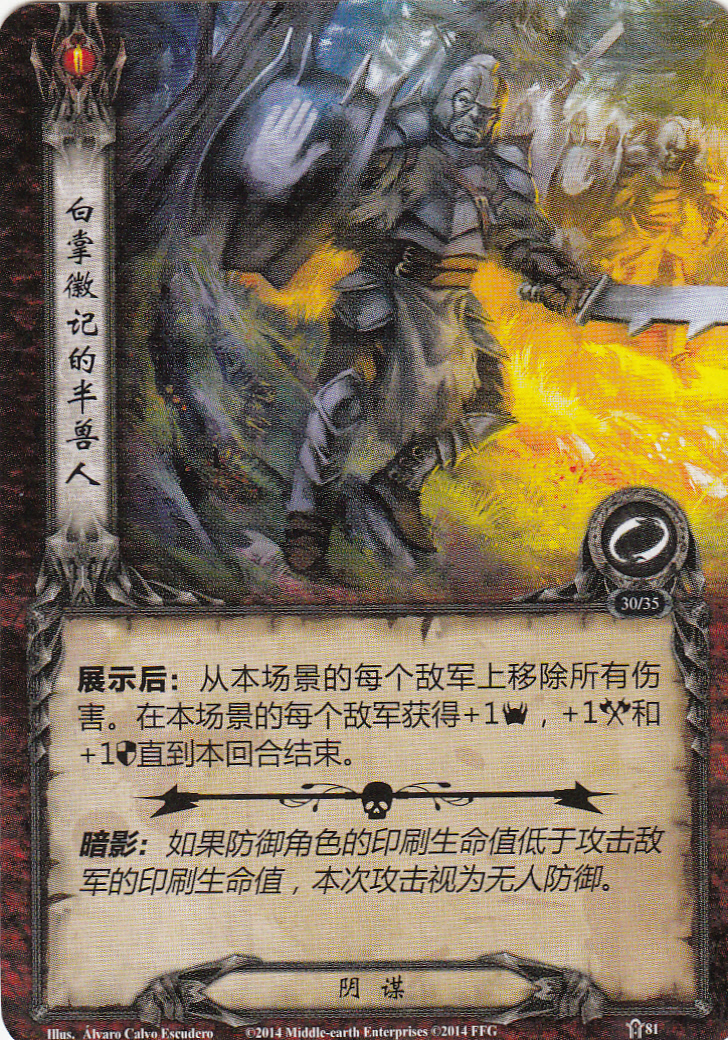 白掌徽记的半兽人
30/35
展示后：从本场景的每个敌军上移除所有伤
害。在本场景的每个敌军获得+1，+1和
+1直到本回合结束。
暗影：如果防御角色的印刷生命值低于攻击敌
军的印刷生命值，本次攻击视为无人防御。
阴谋
Illus. Álvaro Calvo Escudero ©2014 Middle-earth Enterprises ©2014 FFG 81